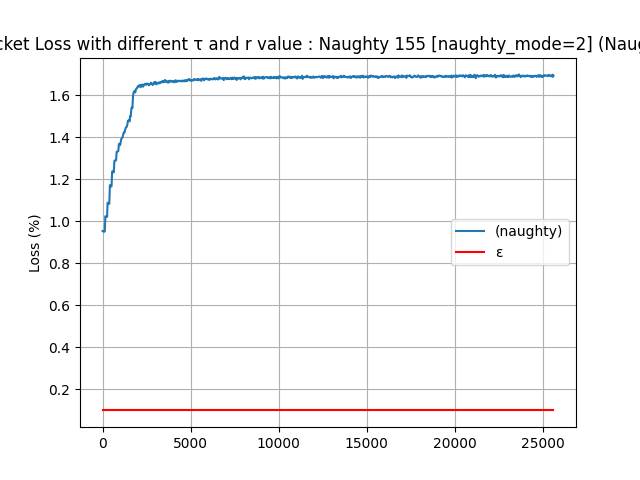 cket Loss with different τ and r value : Naughty 155 [naughty_mode=2] (Naug
1.6
1.4
1.2
1.0
0.8
0.6
0.4
0.2
Loss (%)
(naughty)
ε
0 5000 10000 15000 20000 25000